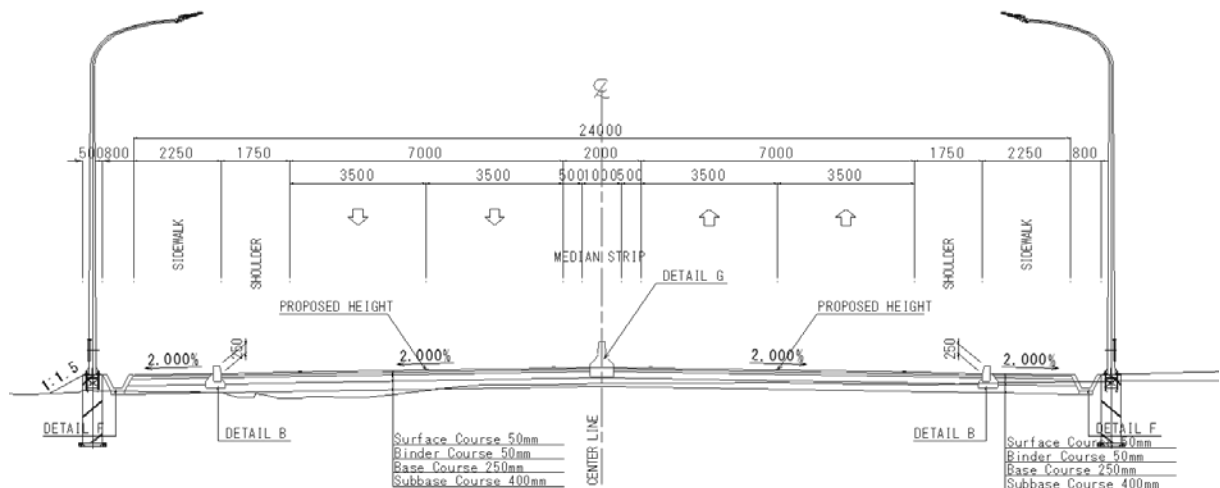 ℄
24000
500
800
2250
1750
7000
2000
7000
1750
2250
800
3500
3500
500
1000
500
3500
3500
SIDEWALK
SHOULDER
MEDIAN STRIP
SHOULDER
SIDEWALK
DETAIL G
PROPOSED HEIGHT
PROPOSED HEIGHT
250
250
1:1.5
2.000%
2.000%
2.000%
2.000%
DETAIL F
DETAIL B
DETAIL B
DETAIL F
CENTER LINE
Surface Course 50mm
Binder Course 50mm
Base Course 250mm
Subbase Course 400mm
Surface Course 50mm
Binder Course 50mm
Base Course 250mm
Subbase Course 400mm